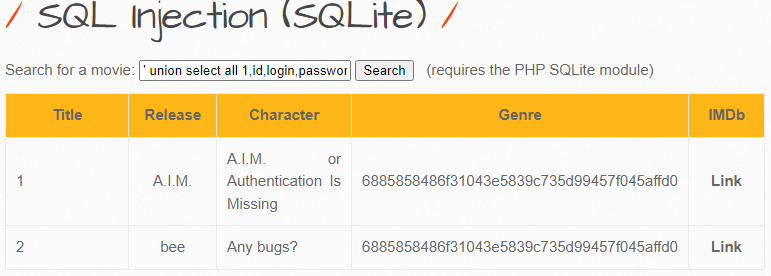 / SQL Injection (SQLite) /
Search for a movie: ' union select all 1,id,login,passwor Search (requires the PHP SQLite module)
Title Release Character Genre IMDb
1 A.I.M. A.I.M. or Authentication Is Missing 6885858486f31043e5839c735d99457f045affd0 Link
2 bee Any bugs? 6885858486f31043e5839c735d99457f045affd0 Link